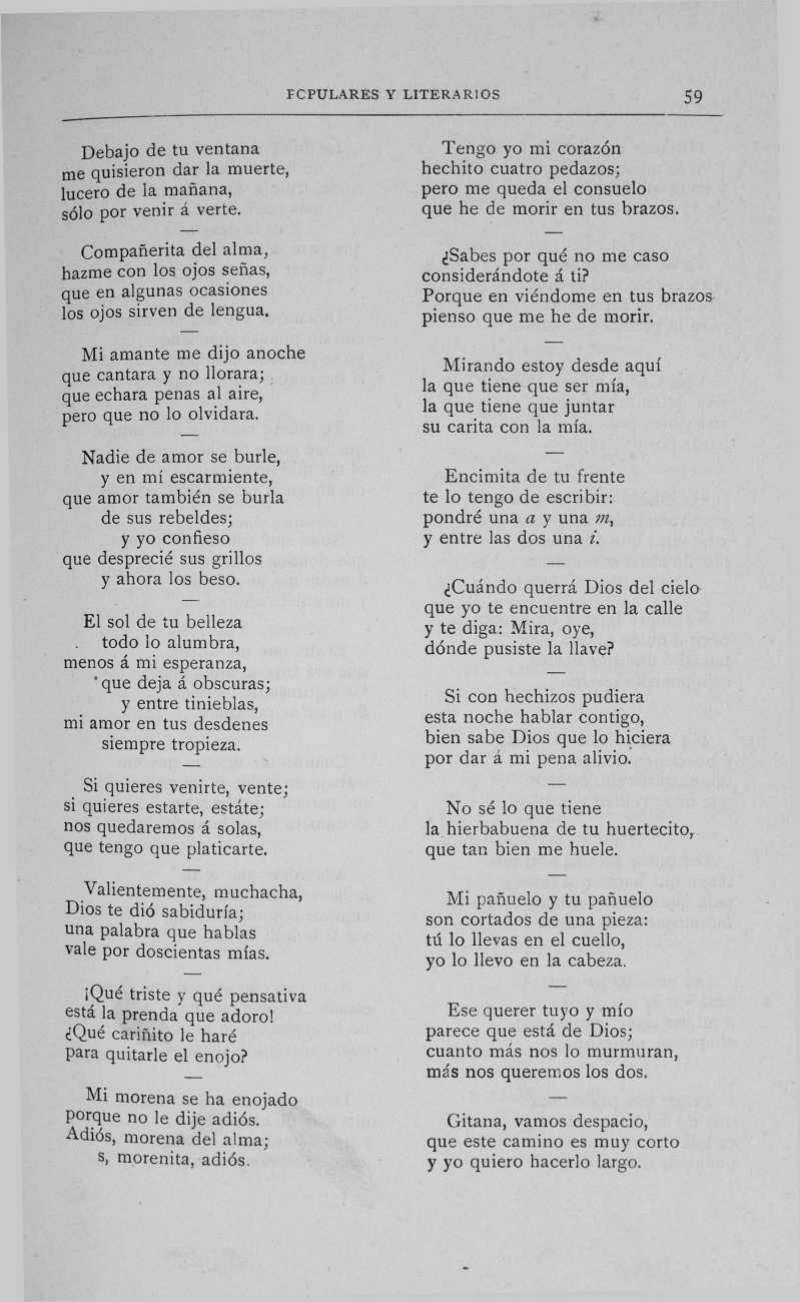 PCPULARES Y LITERARIOS 59
Debajo de tu ventana
me quisieron dar la muerte,
lucero de la mañana,
sólo por venir á verte.
Compañerita del alma,
hazme con los ojos señas,
que en algunas ocasiones
los ojos sirven de lengua.
Mi amante me dijo anoche
que cantara y no llorara;
que echara penas al aire,
pero que no lo olvidara.
Nadie de amor se burle,
y en mí escarmiente,
que amor también se burla
de sus rebeldes;
y yo confieso
que desprecié sus grillos
y ahora los beso.
El sol de tu belleza
todo lo alumbra,
menos á mi esperanza,
que deja á obscuras;
y entre tinieblas,
mi amor en tus desdenes
siempre tropieza.
Si quieres venirte, vente;
si quieres estarte, estáte;
nos quedaremos á solas,
que tengo que platicarte.
Valientemente, muchacha,
Dios te dió sabiduría;
una palabra que hablas
vale por doscientas mías.
¡Qué triste y qué pensativa
está la prenda que adoro!
¿Qué cariñito le haré
para quitarle el enojo?
Mi morena se ha enojado
porque no le dije adiós.
Adiós, morena del alma;
s, morenita, adiós.
Tengo yo mi corazón
hechito cuatro pedazos;
pero me queda el consuelo
que he de morir en tus brazos.
¿Sabes por qué no me caso
considerándote á ti?
Porque en viéndome en tus brazos
pienso que me he de morir.
Mirando estoy desde aquí
la que tiene que ser mía,
la que tiene que juntar
su carita con la mía.
Encimita de tu frente
te lo tengo de escribir:
pondré una a y una m,
y entre las dos una i.
¿Cuándo querrá Dios del cielo
que yo te encuentre en la calle
y te diga: Mira, oye,
dónde pusiste la llave?
Si con hechizos pudiera
esta noche hablar contigo,
bien sabe Dios que lo hiciera
por dar á mi pena alivio.
No sé lo que tiene
la hierbabuena de tu huertecito,
que tan bien me huele.
Mi pañuelo y tu pañuelo
son cortados de una pieza:
tú lo llevas en el cuello,
yo lo llevo en la cabeza.
Ese querer tuyo y mío
parece que está de Dios;
cuanto más nos lo murmuran,
más nos queremos los dos.
Gitana, vamos despacio,
que este camino es muy corto
y yo quiero hacerlo largo.